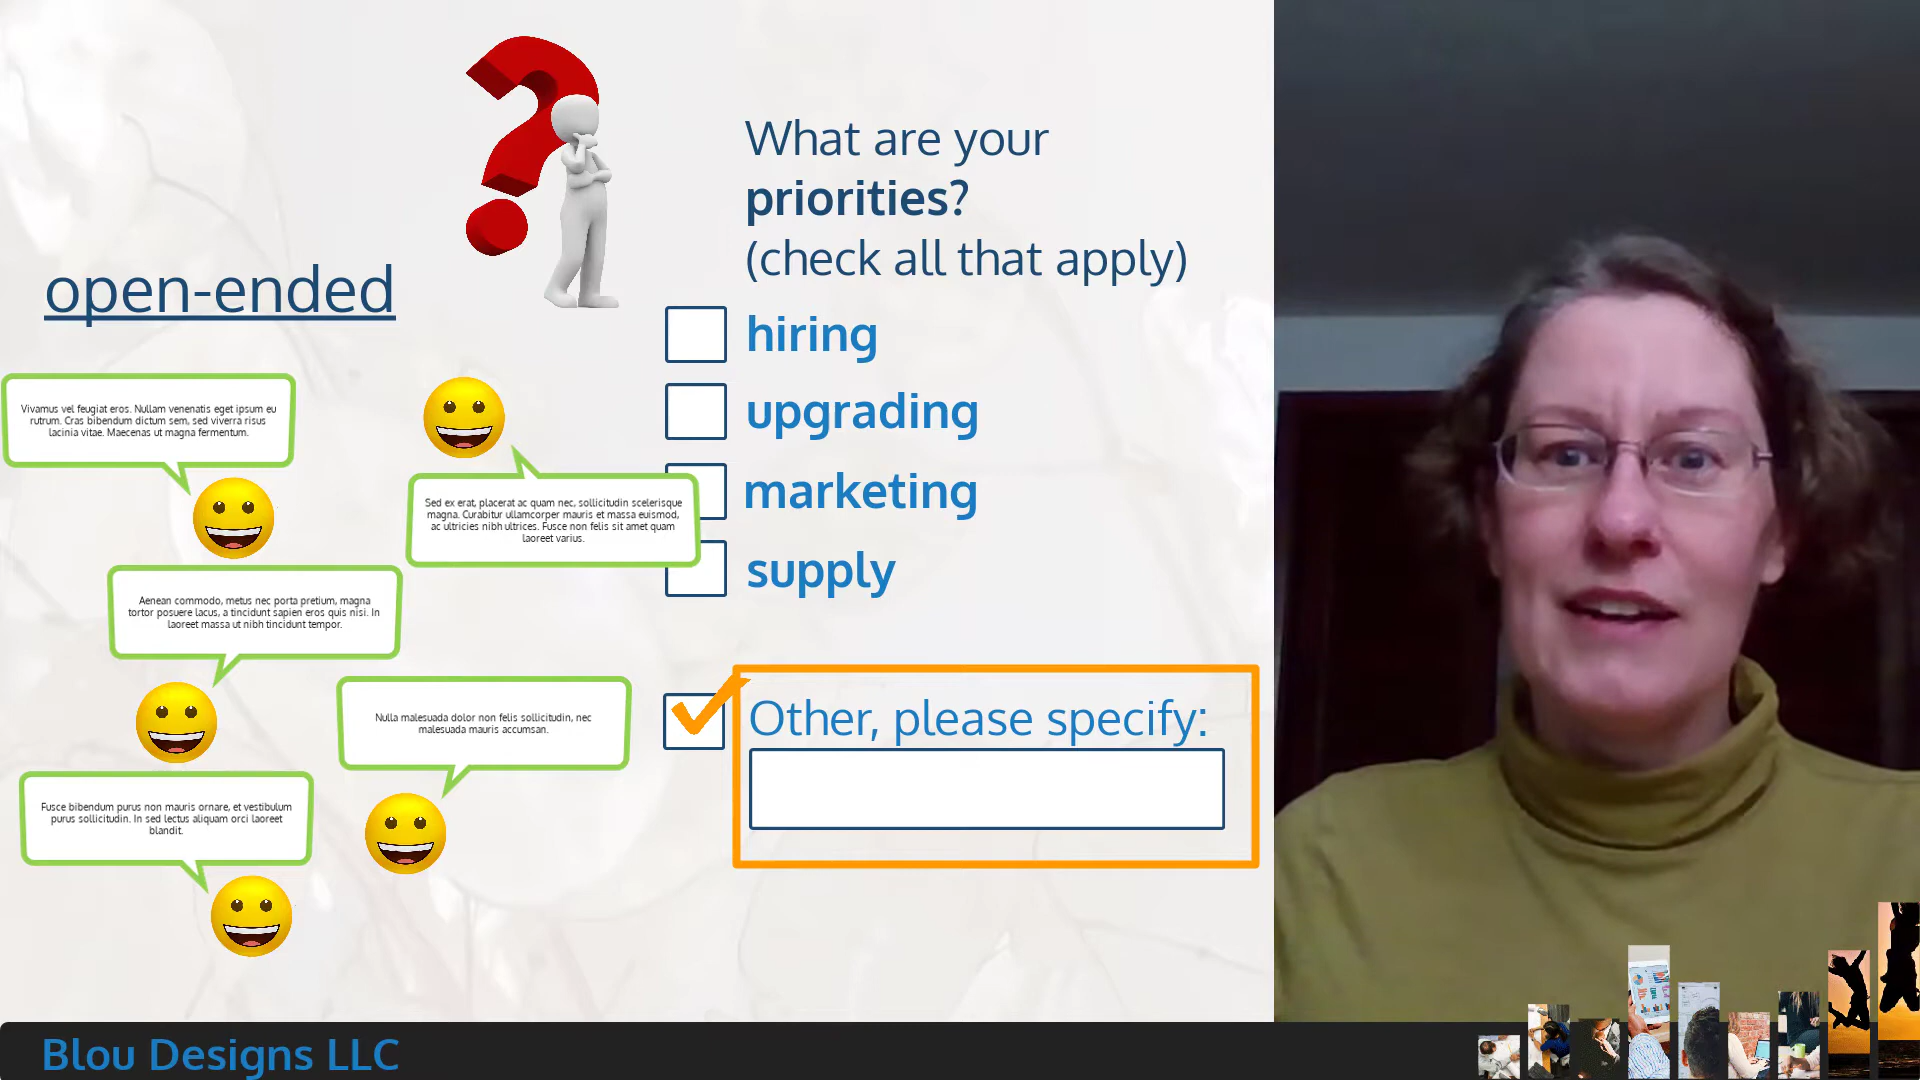 open-ended
Vivamus vel feugiat eros. Nullam venenatis eget ipsum eu
rutrum. Cras bibendum dictum sem, sed viverra risus
lacinia vitae. Maecenas ut magna fermentum.
Sed ex erat, placerat ac quam nec, sollicitudin scelerisque
magna. Curabitur ullamcorper mauris et massa euismod,
ac ultricies nibh ultrices. Fusce non felis sit amet quam
laoreet varius.
Aenean commodo, metus nec porta pretium, magna
tortor posuere lacus, a tincidunt sapien eros quis nisi. In
laoreet massa ut nibh tincidunt tempor.
Nulla malesuada dolor non felis sollicitudin, nec
malesuada mauris accumsan.
Fusce bibendum purus non mauris ornare, et vestibulum
purus sollicitudin. In sed lectus aliquam orci laoreet
blandit.
What are your
priorities?
(check all that apply)
hiring
upgrading
marketing
supply
Other, please specify:
Blou Designs LLC